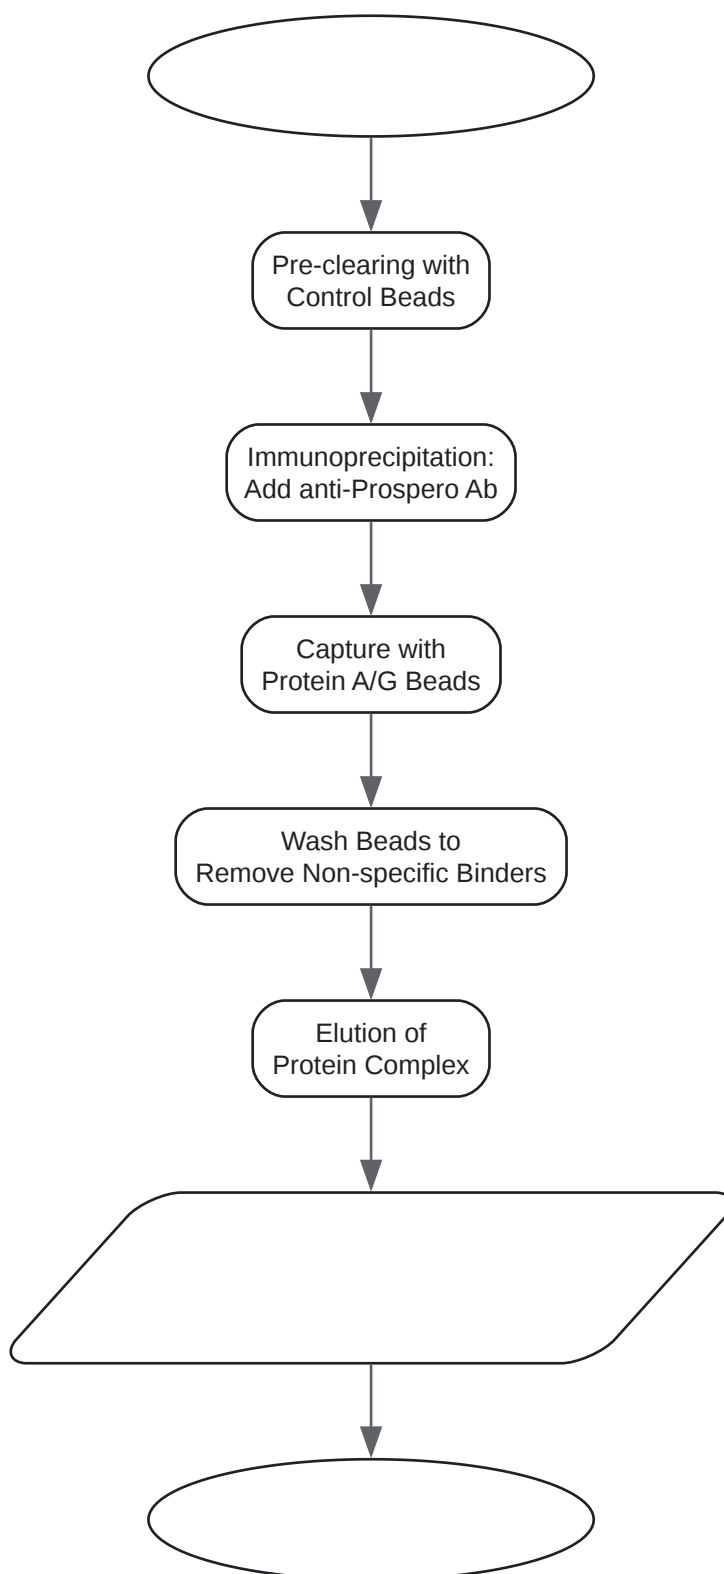 Pre-clearing with
Control Beads
Immunoprecipitation:
Add anti-Prospero Ab
Capture with
Protein A/G Beads
Wash Beads to
Remove Non-specific Binders
Elution of
Protein Complex